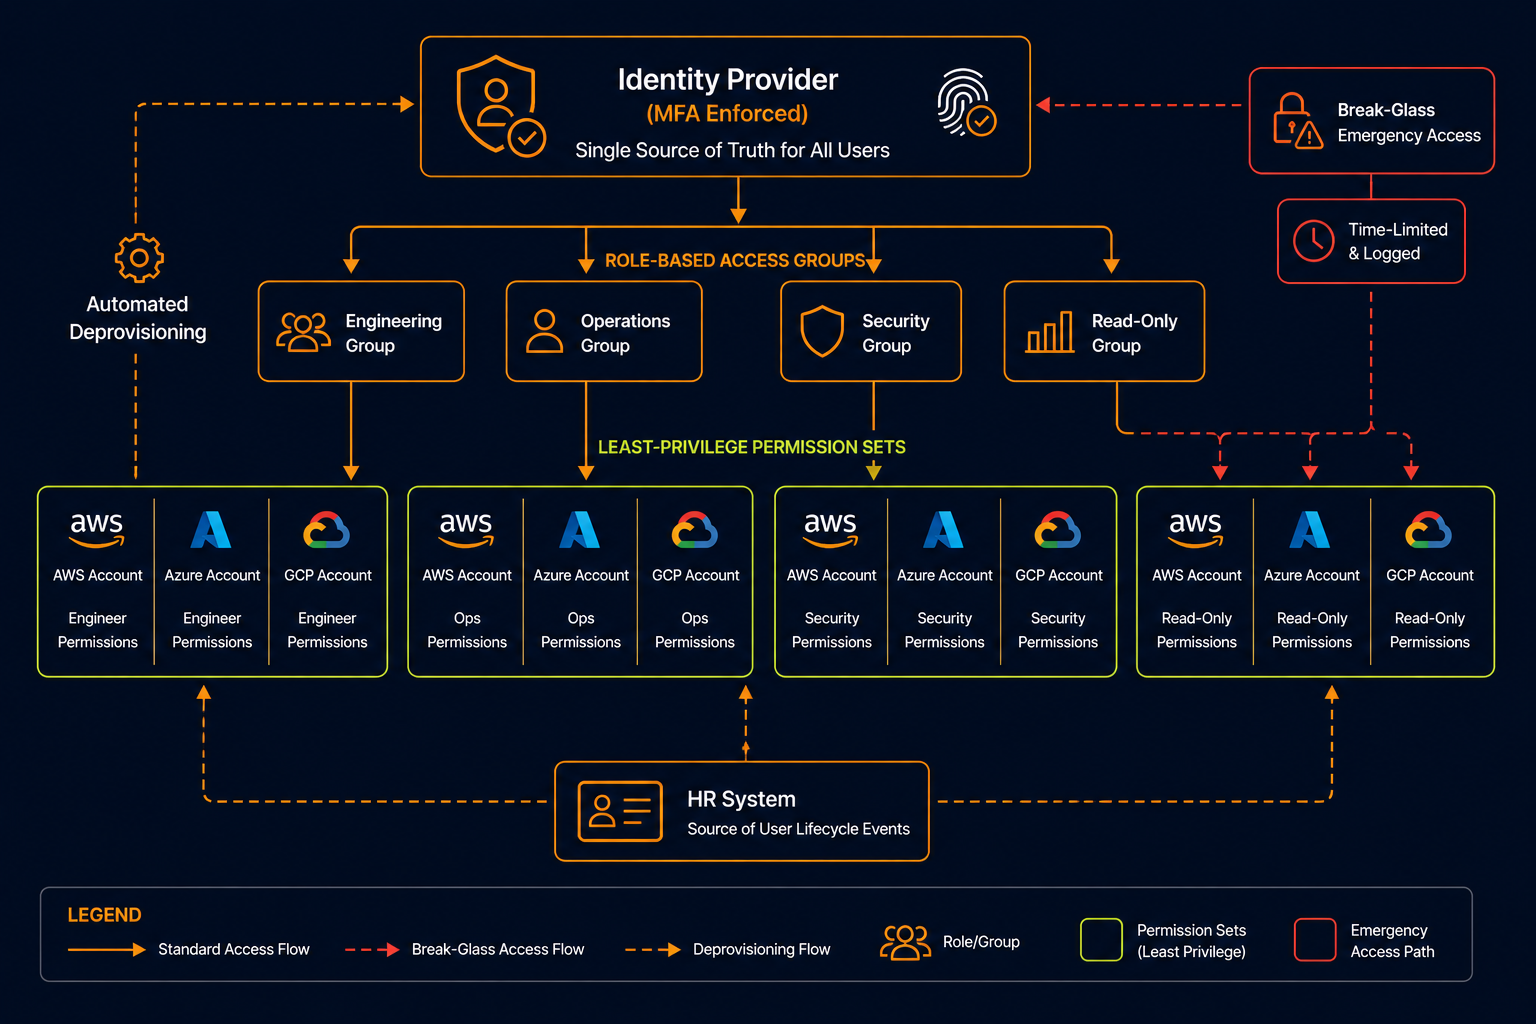 Identity Provider
(MFA Enforced)
Single Source of Truth for All Users
Break-Glass
Emergency Access
Time-Limited
& Logged
Automated
Deprovisioning
ROLE-BASED ACCESS GROUPS
Engineering
Group
Operations
Group
Security
Group
Read-Only
Group
LEAST-PRIVILEGE PERMISSION SETS
aws
AWS Account
Engineer
Permissions
Azure Account
Engineer
Permissions
GCP Account
Engineer
Permissions
aws
AWS Account
Ops
Permissions
Azure Account
Ops
Permissions
GCP Account
Ops
Permissions
aws
AWS Account
Security
Permissions
Azure Account
Security
Permissions
GCP Account
Security
Permissions
aws
AWS Account
Read-Only
Permissions
Azure Account
Read-Only
Permissions
GCP Account
Read-Only
Permissions
HR System
Source of User Lifecycle Events
LEGEND
Standard Access Flow
Break-Glass Access Flow
Deprovisioning Flow
Role/Group
Permission Sets
(Least Privilege)
Emergency
Access Path